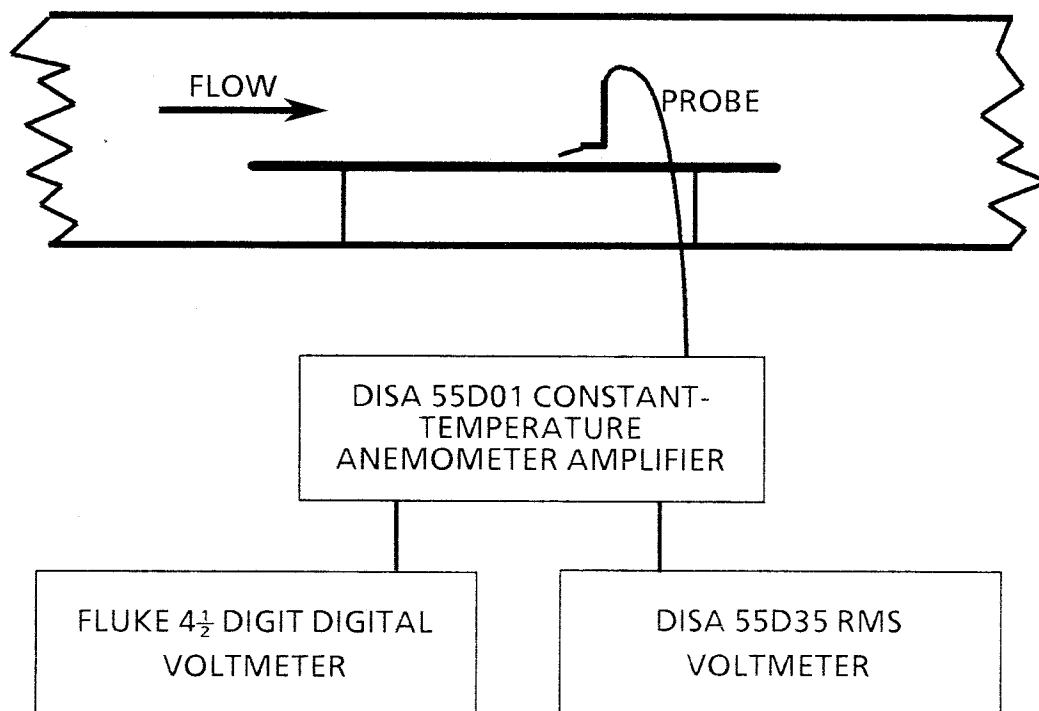 FLOW
PROBE
DISA 55D01 CONSTANT-
TEMPERATURE
ANEMOMETER AMPLIFIER
FLUKE 4½ DIGIT DIGITAL
VOLTMETER
DISA 55D35 RMS
VOLTMETER